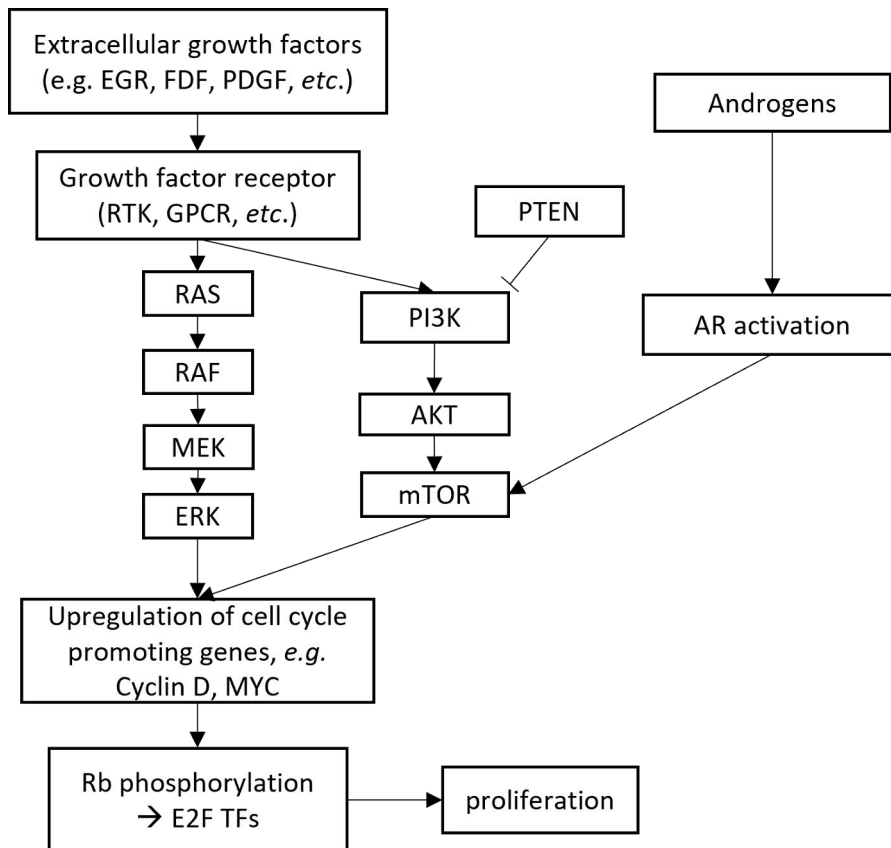 Extracellular growth factors
(e.g. EGR, FDF, PDGF, etc.)
Androgens
Growth factor receptor
(RTK, GPCR, etc.)
PTEN
RAS
PI3K
AR activation
RAF
AKT
MEK
mTOR
ERK
Upregulation of cell cycle
promoting genes, e.g.
Cyclin D, MYC
Rb phosphorylation
→ E2F TFs
proliferation